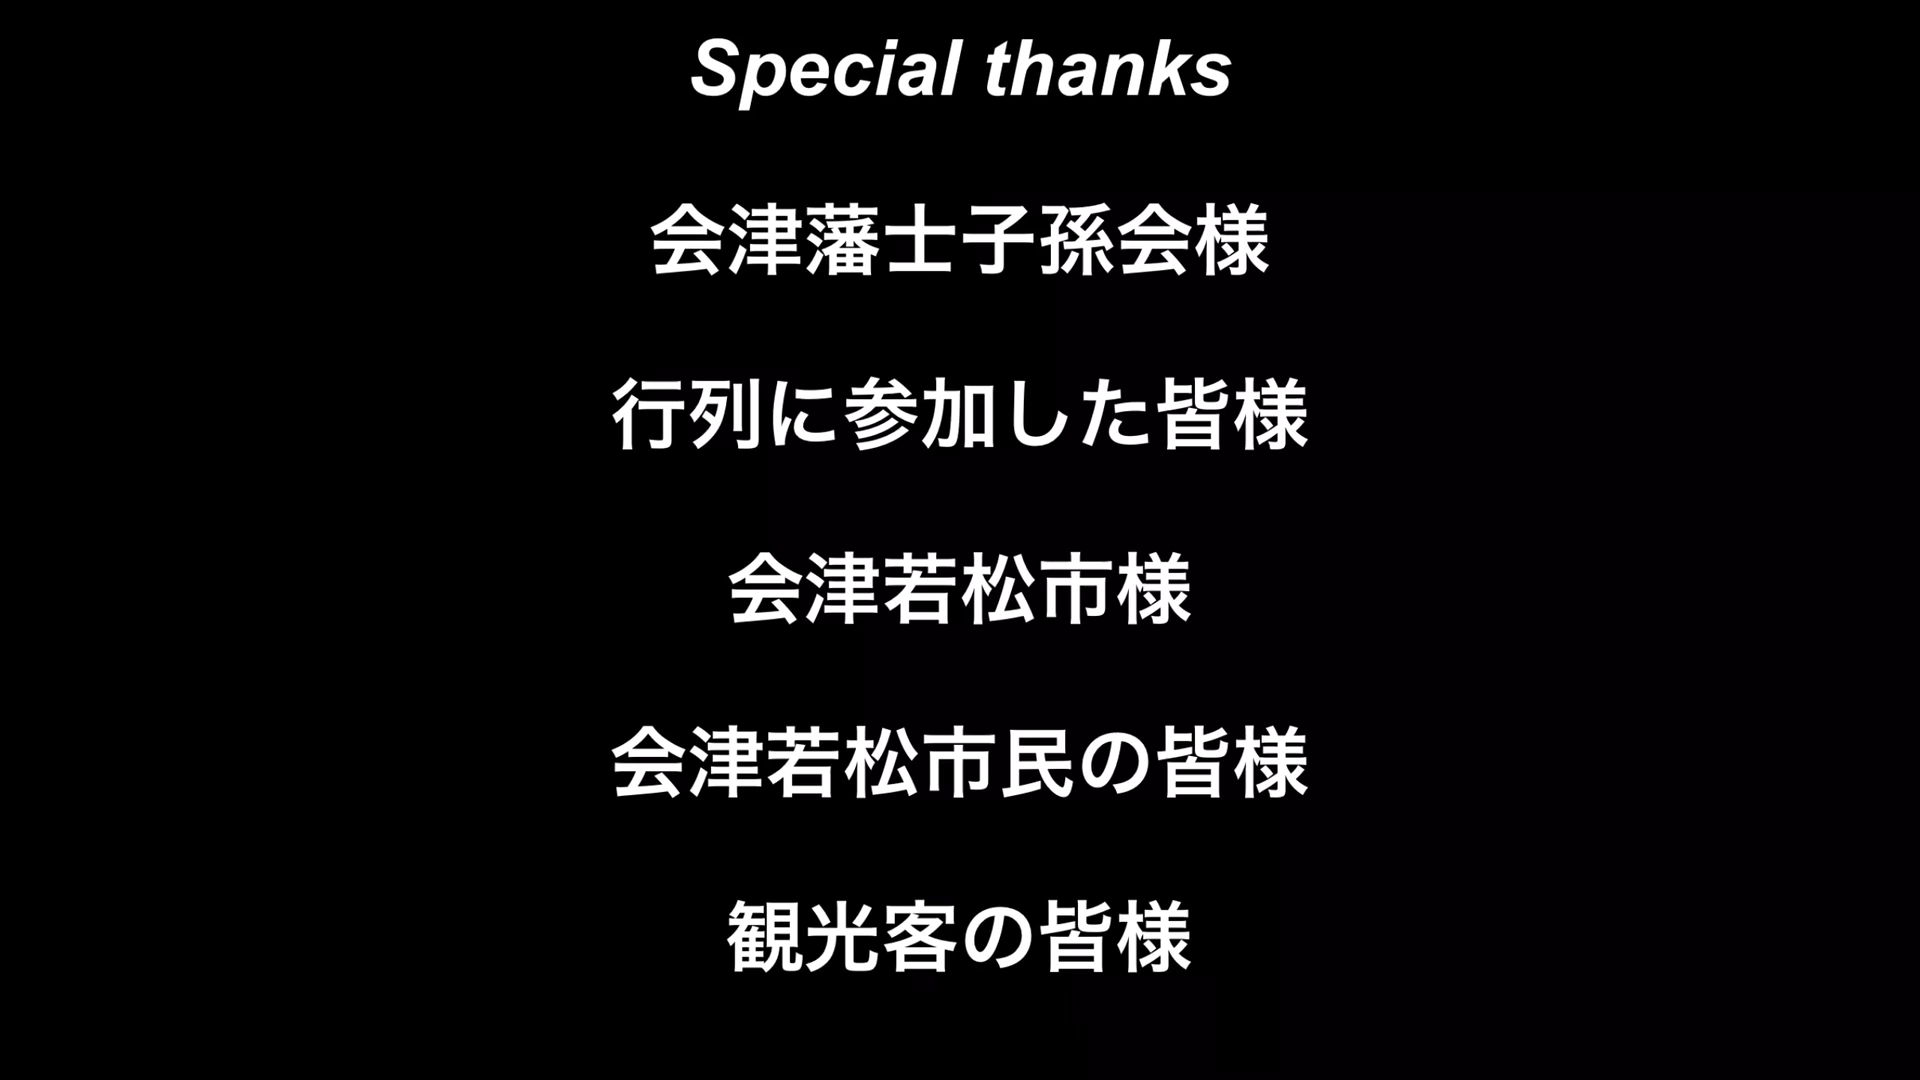 Special thanks
会津藩士子孫会様
行列に参加した皆様
会津若松市様
会津若松市民の皆様
観光客の皆様